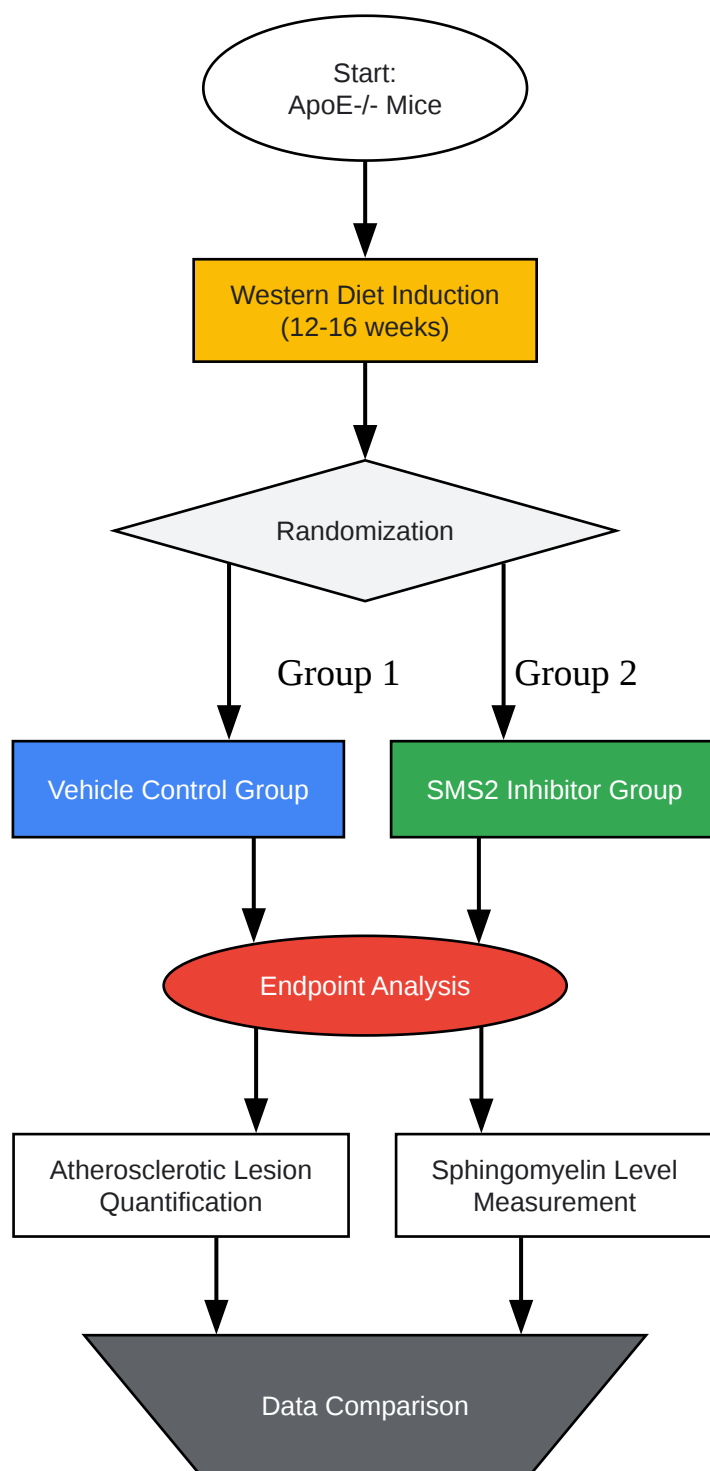 Start:
ApoE-/- Mice
Western Diet Induction
(12-16 weeks)
Randomization
Group 1
Group 2
Vehicle Control Group
SMS2 Inhibitor Group
Endpoint Analysis
Atherosclerotic Lesion
Quantification
Sphingomyelin Level
Measurement
Data Comparison